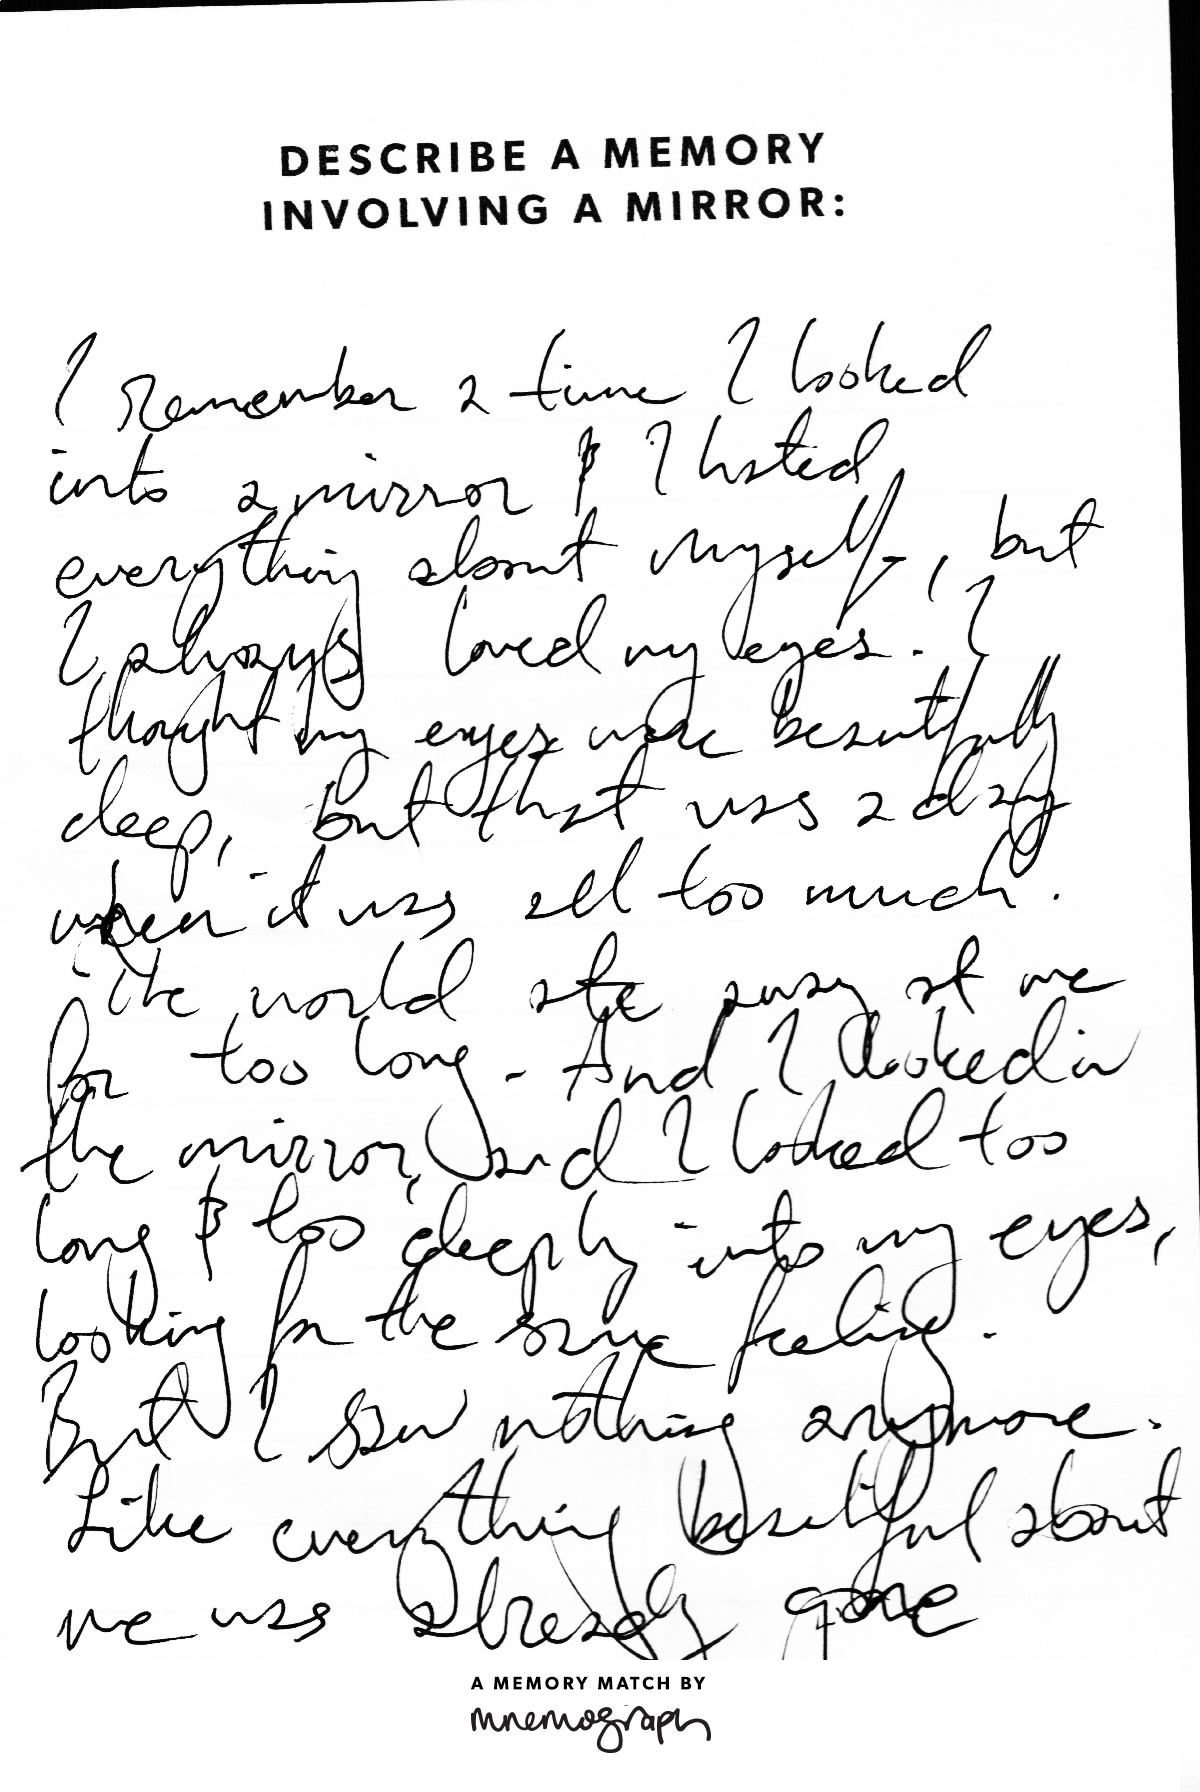 DESCRIBE A MEMORY
INVOLVING A MIRROR:
I remember a time I looked
into a mirror & I hated
everything about myself, but
I always loved my eyes. I
thought my eyes were beautifully
deep, but that was a day
when it was all too much.
The world ate away at me
for too long. And I looked in
the mirror, and I looked too
long & too deeply into my eyes,
looking for the same feeling.
But I saw nothing anymore.
Like everything beautiful about
me was already gone
A MEMORY MATCH BY
mnemograph